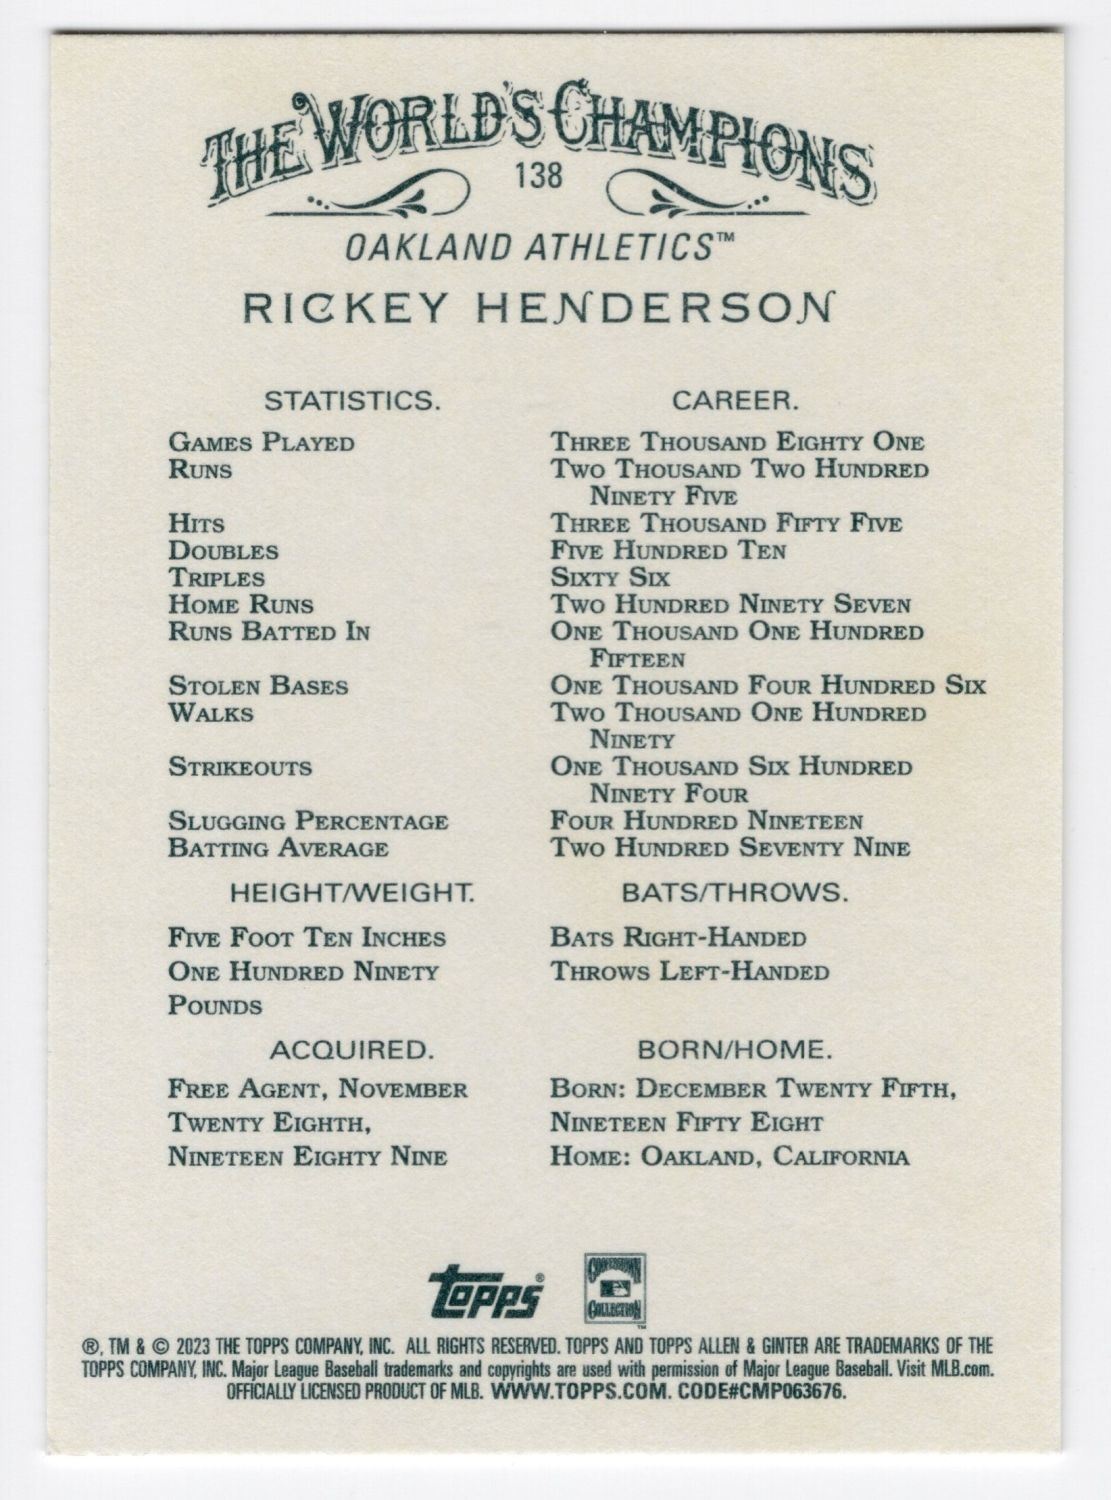 THE WORLD'S CHAMPIONS
138
OAKLAND ATHLETICS™
RICKEY HENDERSON
STATISTICS. CAREER.
GAMES PLAYED THREE THOUSAND EIGHTY ONE
RUNS TWO THOUSAND TWO HUNDRED
NINETY FIVE
HITS THREE THOUSAND FIFTY FIVE
DOUBLES FIVE HUNDRED TEN
TRIPLES SIXTY SIX
HOME RUNS TWO HUNDRED NINETY SEVEN
RUNS BATTED IN ONE THOUSAND ONE HUNDRED
FIFTEEN
STOLEN BASES ONE THOUSAND FOUR HUNDRED SIX
WALKS TWO THOUSAND ONE HUNDRED
NINETY
STRIKEOUTS ONE THOUSAND SIX HUNDRED
NINETY FOUR
SLUGGING PERCENTAGE FOUR HUNDRED NINETEEN
BATTING AVERAGE TWO HUNDRED SEVENTY NINE
HEIGHT/WEIGHT. BATS/THROWS.
FIVE FOOT TEN INCHES BATS RIGHT-HANDED
ONE HUNDRED NINETY THROWS LEFT-HANDED
POUNDS
ACQUIRED. BORN/HOME.
FREE AGENT, NOVEMBER BORN: DECEMBER TWENTY FIFTH,
TWENTY EIGHTH, NINETEEN FIFTY EIGHT
NINETEEN EIGHTY NINE HOME: OAKLAND, CALIFORNIA
TOPPS® COOPERSTOWN
COLLECTION™
®, TM & © 2023 THE TOPPS COMPANY, INC. ALL RIGHTS RESERVED. TOPPS AND TOPPS ALLEN & GINTER ARE TRADEMARKS OF THE
TOPPS COMPANY, INC. Major League Baseball trademarks and copyrights are used with permission of Major League Baseball. Visit MLB.com.
OFFICIALLY LICENSED PRODUCT OF MLB. WWW.TOPPS.COM. CODE#CMP063676.